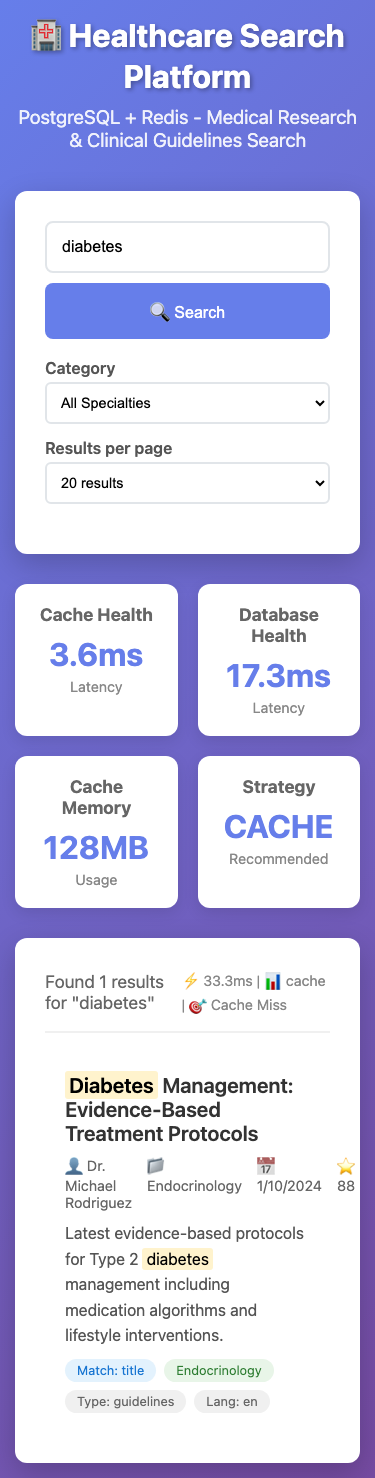 🏥 Healthcare Search
Platform
PostgreSQL + Redis - Medical Research
& Clinical Guidelines Search
diabetes
🔍 Search
Category
All Specialties
Results per page
20 results
Cache Health
3.6ms
Latency
Database
Health
17.3ms
Latency
Cache
Memory
128MB
Usage
Strategy
CACHE
Recommended
Found 1 results
for "diabetes"
⚡ 33.3ms | 📊 cache
| 🎯 Cache Miss
Diabetes Management:
Evidence-Based
Treatment Protocols
👤 Dr.
Michael
Rodriguez
📁
Endocrinology
📅
1/10/2024
⭐
88
Latest evidence-based protocols
for Type 2 diabetes
management including
medication algorithms and
lifestyle interventions.
Match: title
Endocrinology
Type: guidelines
Lang: en